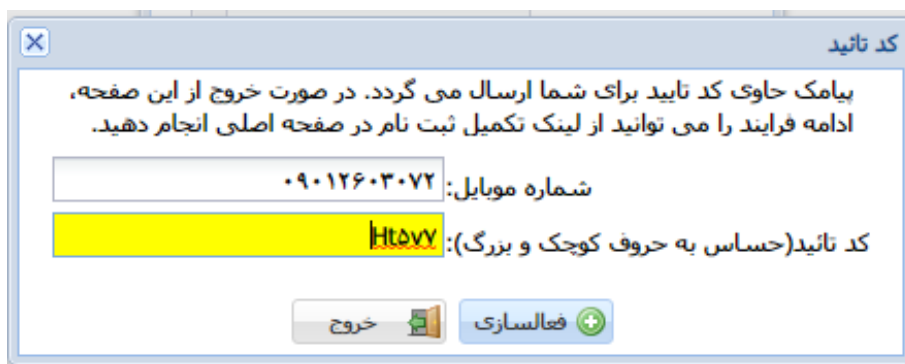 کد تائید
پیامک حاوی کد تایید برای شما ارسال می گردد. در صورت خروج از این صفحه،
ادامه فرایند را می توانید از لینک تکمیل ثبت نام در صفحه اصلی انجام دهید.
شماره موبایل: ۰۹۰۱۲۶۰۳۰۷۲
کد تائید(حساس به حروف کوچک و بزرگ): Ht۵۷۷
فعالسازی خروج